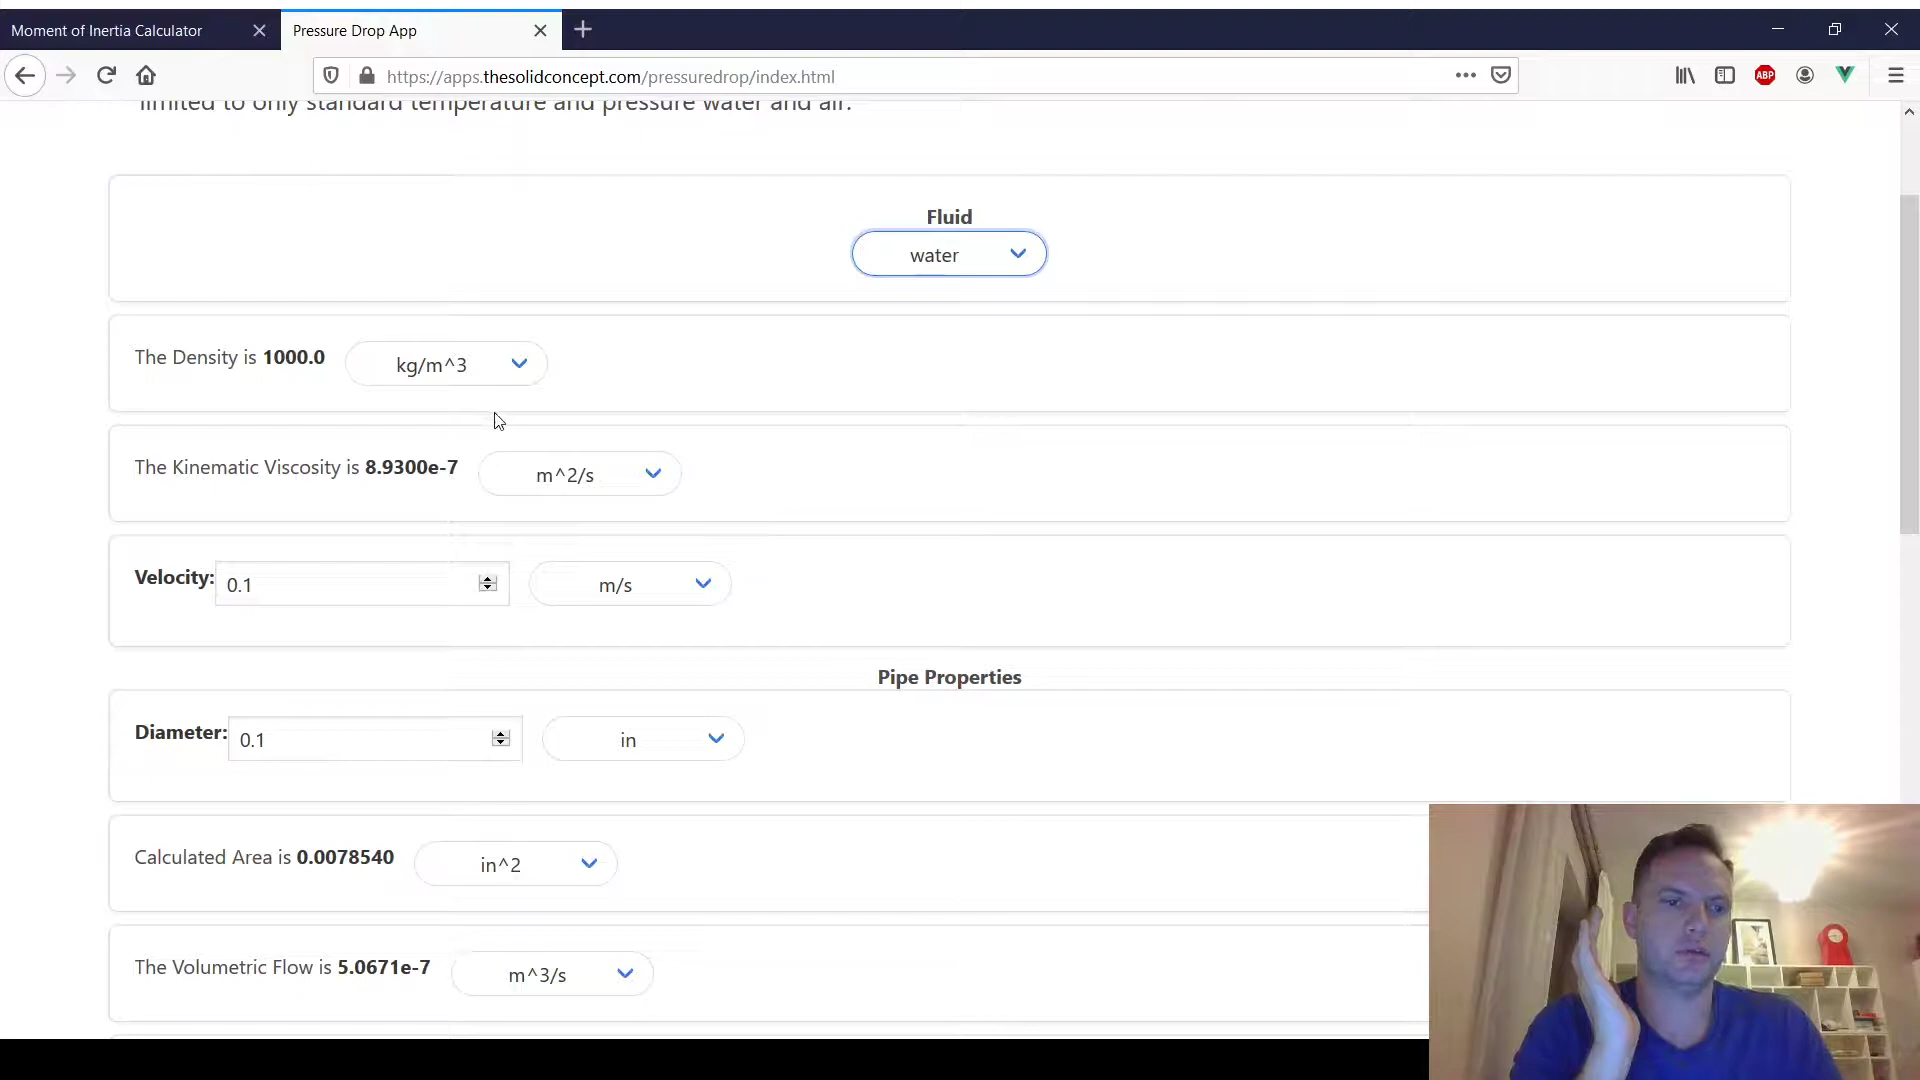 Moment of Inertia Calculator
Pressure Drop App
https://apps.thesolidconcept.com/pressuredrop/index.html
ABP
limited to only standard temperature and pressure water and air.
Fluid
water
The Density is 1000.0 kg/m^3
The Kinematic Viscosity is 8.9300e-7 m^2/s
Velocity: 0.1 m/s
Pipe Properties
Diameter: 0.1 in
Calculated Area is 0.0078540 in^2
The Volumetric Flow is 5.0671e-7 m^3/s